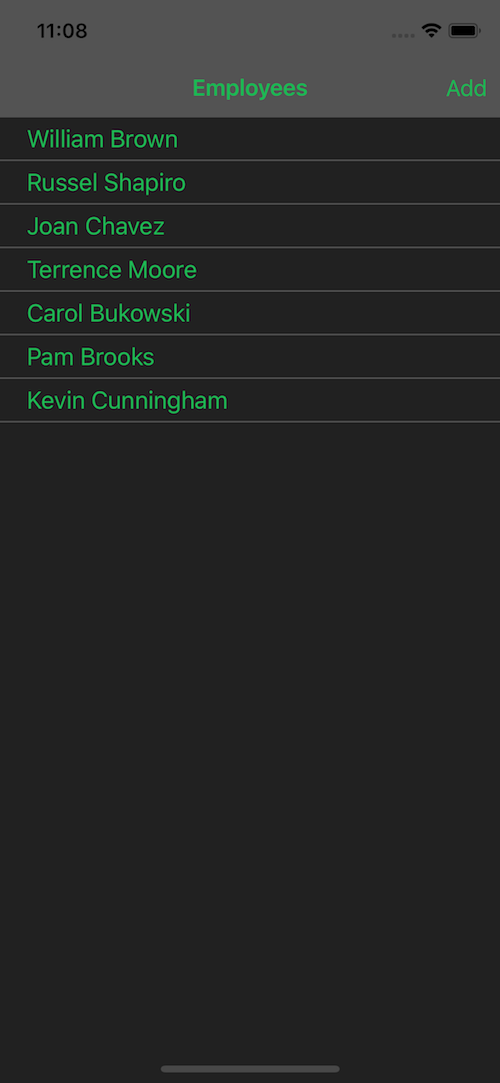 11:08
Employees Add
William Brown
Russel Shapiro
Joan Chavez
Terrence Moore
Carol Bukowski
Pam Brooks
Kevin Cunningham